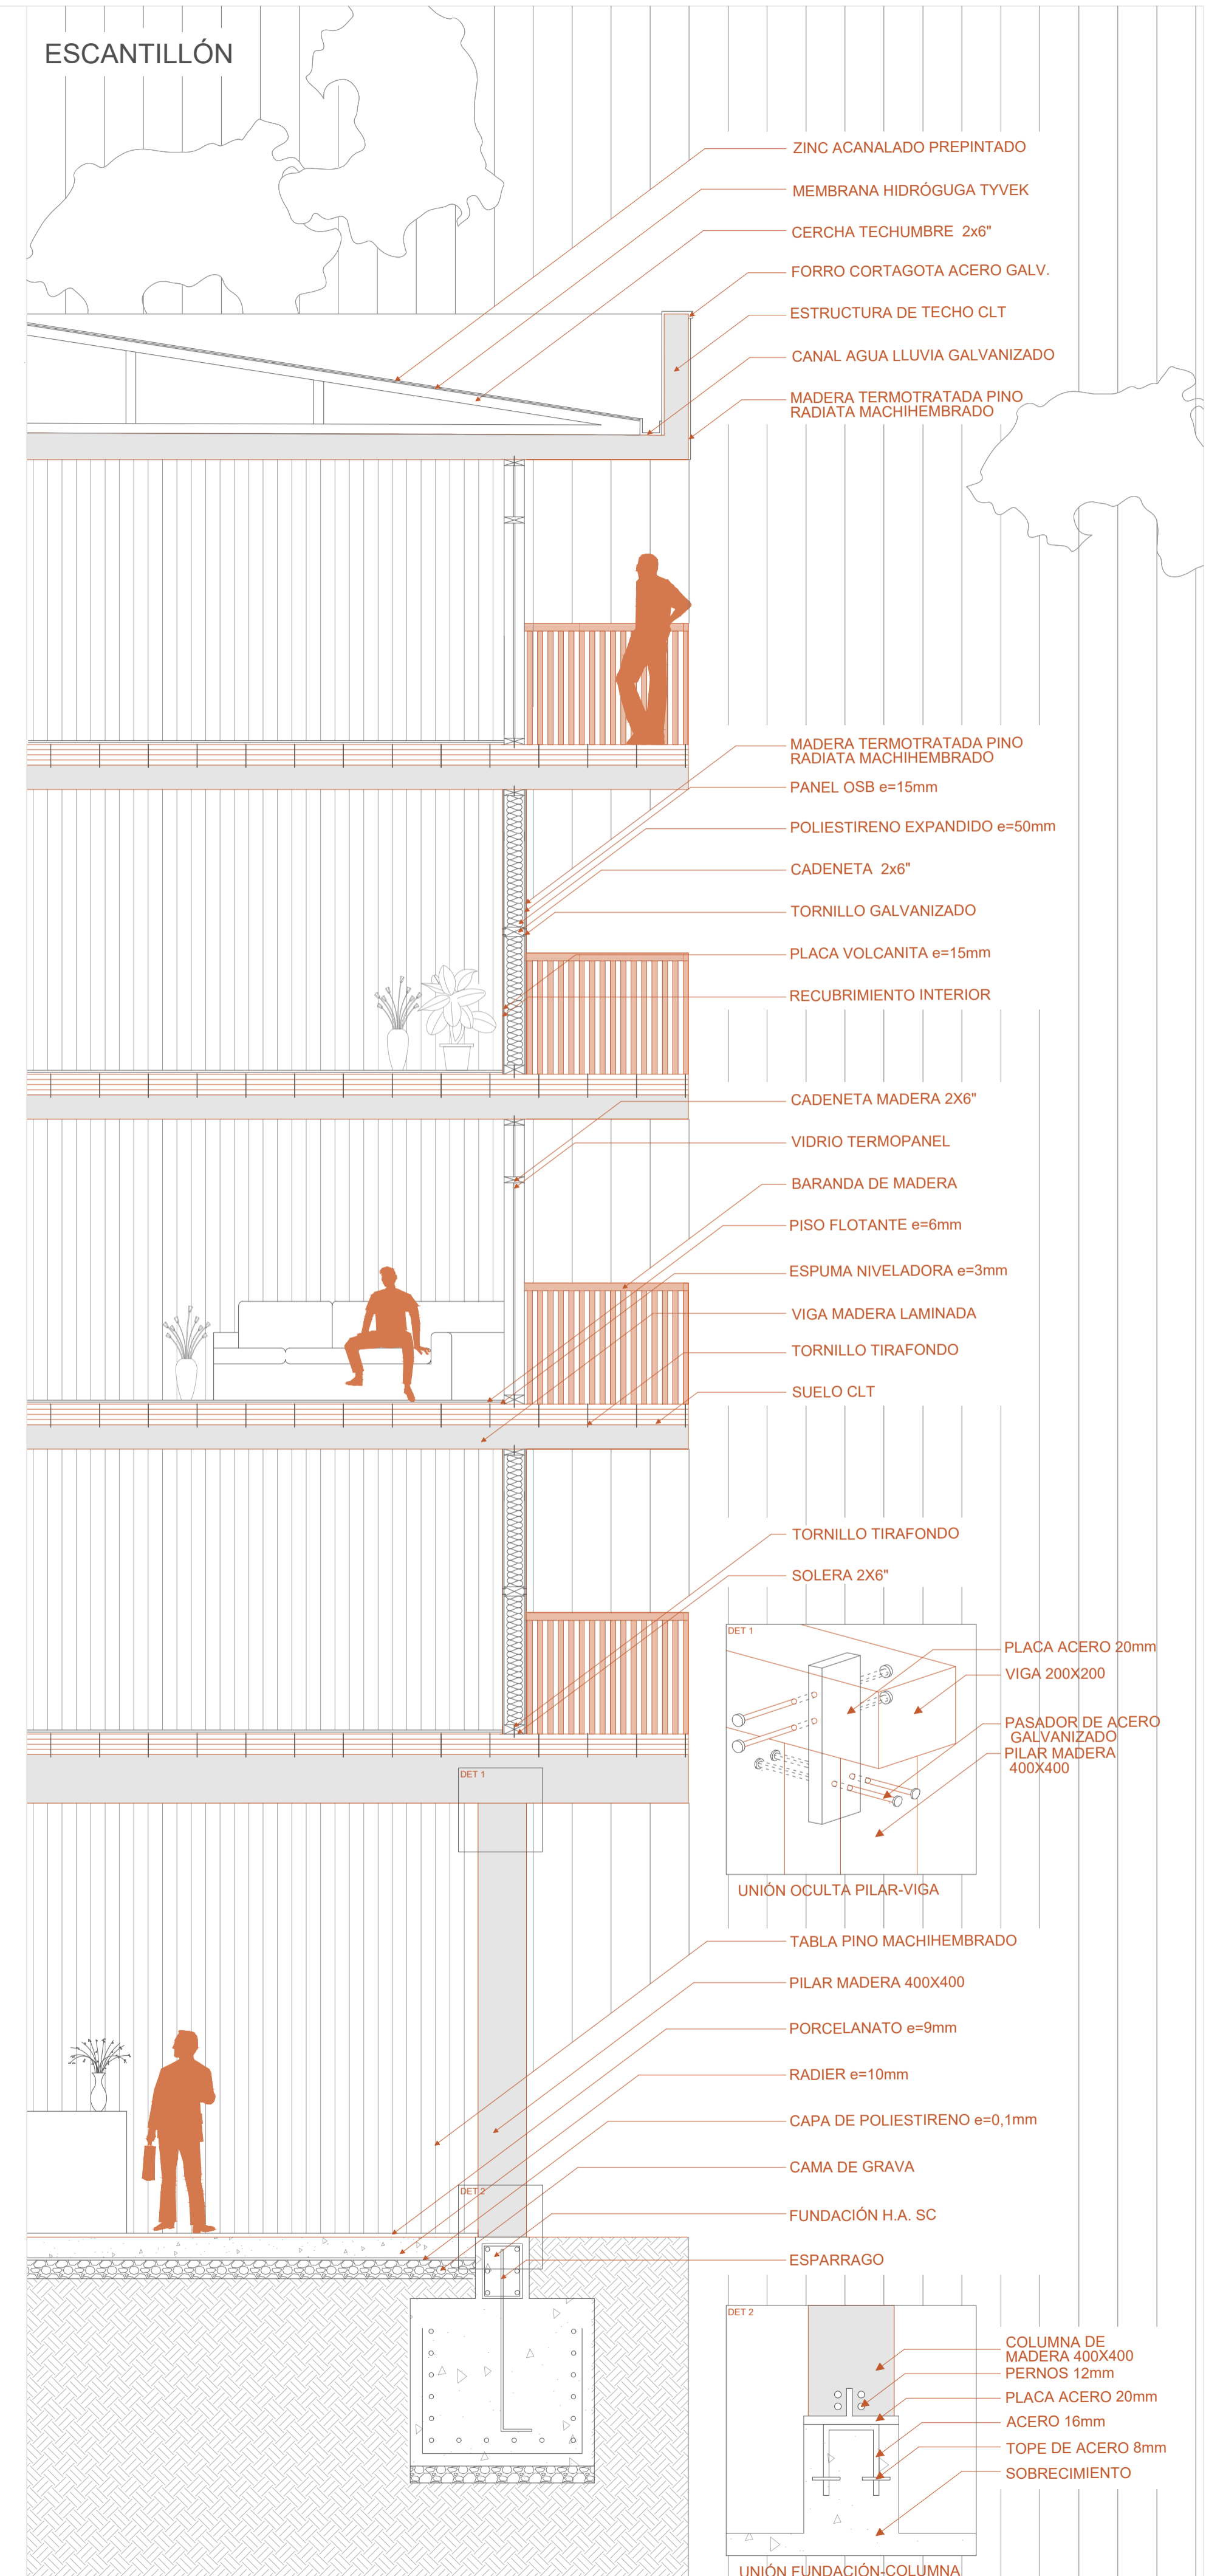 ESCANTILLÓN
ZINC ACANALADO PREPINTADO
MEMBRANA HIDRÓGUGA TYVEK
CERCHA TECHUMBRE 2x6"
FORRO CORTAGOTA ACERO GALV.
ESTRUCTURA DE TECHO CLT
CANAL AGUA LLUVIA GALVANIZADO
MADERA TERMOTRATADA PINO
RADIATA MACHIHEMBRADO
MADERA TERMOTRATADA PINO
RADIATA MACHIHEMBRADO
PANEL OSB e=15mm
POLIESTIRENO EXPANDIDO e=50mm
CADENETA 2x6"
TORNILLO GALVANIZADO
PLACA VOLCANITA e=15mm
RECUBRIMIENTO INTERIOR
CADENETA MADERA 2X6"
VIDRIO TERMOPANEL
BARANDA DE MADERA
PISO FLOTANTE e=6mm
ESPUMA NIVELADORA e=3mm
VIGA MADERA LAMINADA
TORNILLO TIRAFONDO
SUELO CLT
TORNILLO TIRAFONDO
SOLERA 2X6"
DET 1
PLACA ACERO 20mm
VIGA 200X200
PASADOR DE ACERO
GALVANIZADO
PILAR MADERA
400X400
UNIÓN OCULTA PILAR-VIGA
DET 1
TABLA PINO MACHIHEMBRADO
PILAR MADERA 400X400
PORCELANATO e=9mm
RADIER e=10mm
CAPA DE POLIESTIRENO e=0,1mm
CAMA DE GRAVA
DET 2
FUNDACIÓN H.A. SC
ESPARRAGO
DET 2
COLUMNA DE
MADERA 400X400
PERNOS 12mm
PLACA ACERO 20mm
ACERO 16mm
TOPE DE ACERO 8mm
SOBRECIMIENTO
UNIÓN FUNDACIÓN-COLUMNA